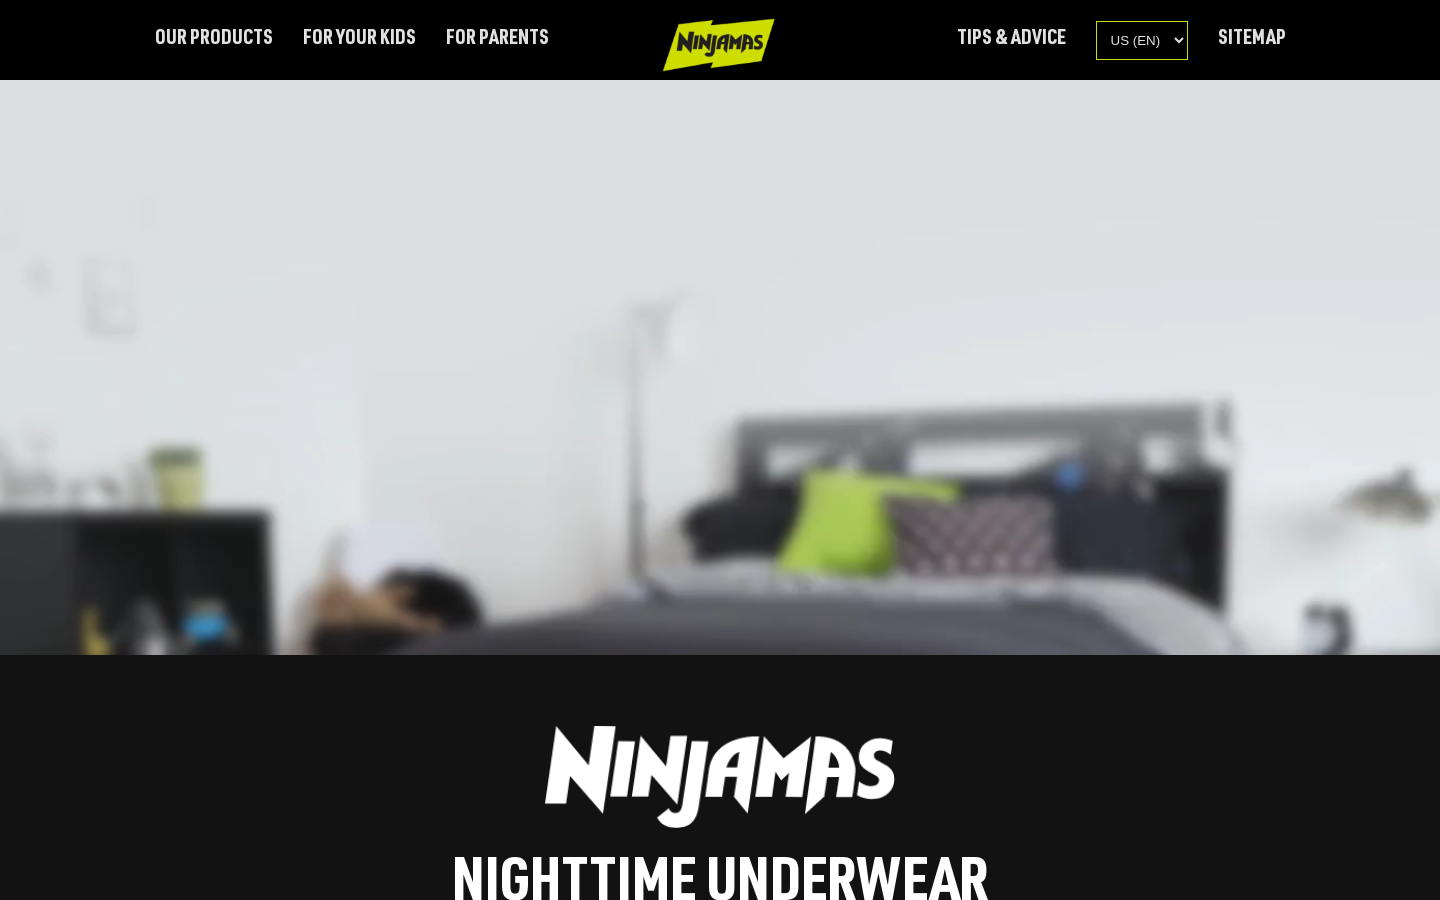 OUR PRODUCTS
FOR YOUR KIDS
FOR PARENTS
NINJAMAS
TIPS & ADVICE
US (EN)
SITEMAP
NINJAMAS
NIGHTTIME UNDERWEAR